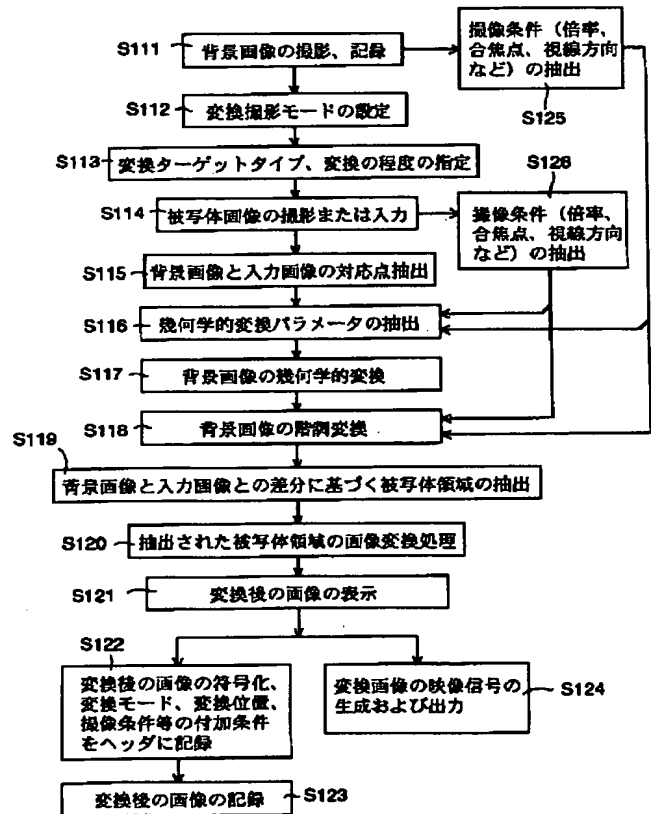 S111
背景画像の撮影、記録
撮像条件（倍率、
合焦点、視線方向
など）の抽出
S125
S112
変換撮影モードの設定
S113
変換ターゲットタイプ、変換の程度の指定
S126
S114
被写体画像の撮影または入力
撮像条件（倍率、
合焦点、視線方向
など）の抽出
S115
背景画像と入力画像の対応点抽出
S116
幾何学的変換パラメータの抽出
S117
背景画像の幾何学的変換
S118
背景画像の階調変換
S119
背景画像と入力画像との差分に基づく被写体領域の抽出
S120
抽出された被写体領域の画像変換処理
S121
変換後の画像の表示
S122
変換後の画像の符号化、
変換モード、変換位置、
撮像条件等の付加条件
をヘッダに記録
変換画像の映像信号の
生成および出力
S124
変換後の画像の記録
S123